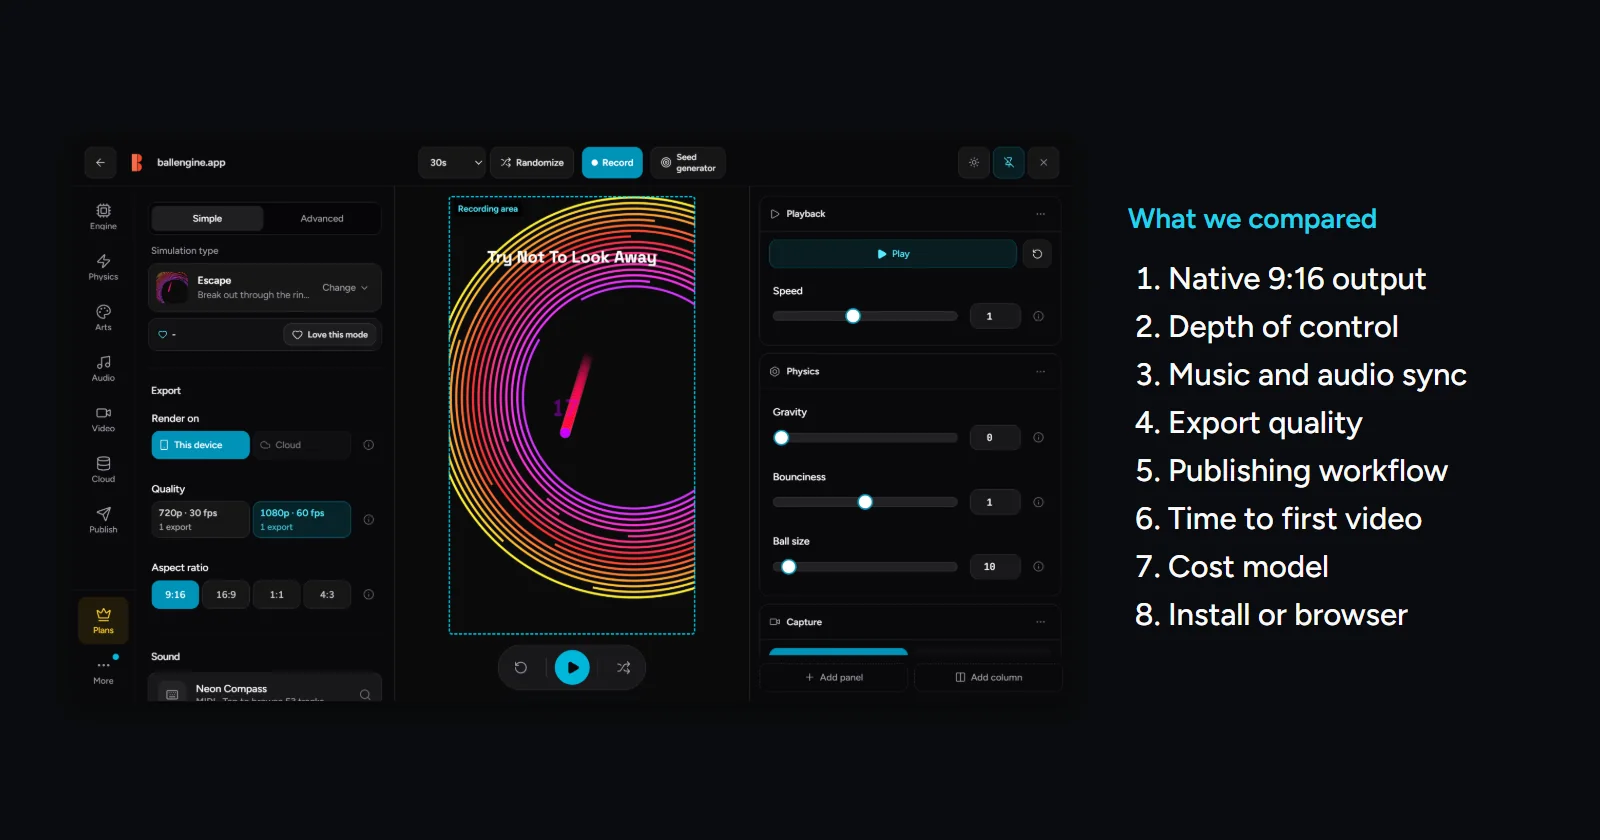 ballengine.app
30s
Randomize
Record
Seed
generator
Engine
Physics
Arts
Audio
Video
Cloud
Publish
Plans
More
Simple
Advanced
Simulation type
Escape
Break out through the rin...
Change
-
Love this mode
Export
Render on
This device
Cloud
Quality
720p · 30 fps
1 export
1080p · 60 fps
1 export
Aspect ratio
9:16
16:9
1:1
4:3
Sound
Neon Compass
Recording area
Try Not To Look Away
Playback
Play
Speed
1
Physics
Gravity
0
Bounciness
1
Ball size
10
Capture
Add panel
Add column
What we compared
1. Native 9:16 output
2. Depth of control
3. Music and audio sync
4. Export quality
5. Publishing workflow
6. Time to first video
7. Cost model
8. Install or browser